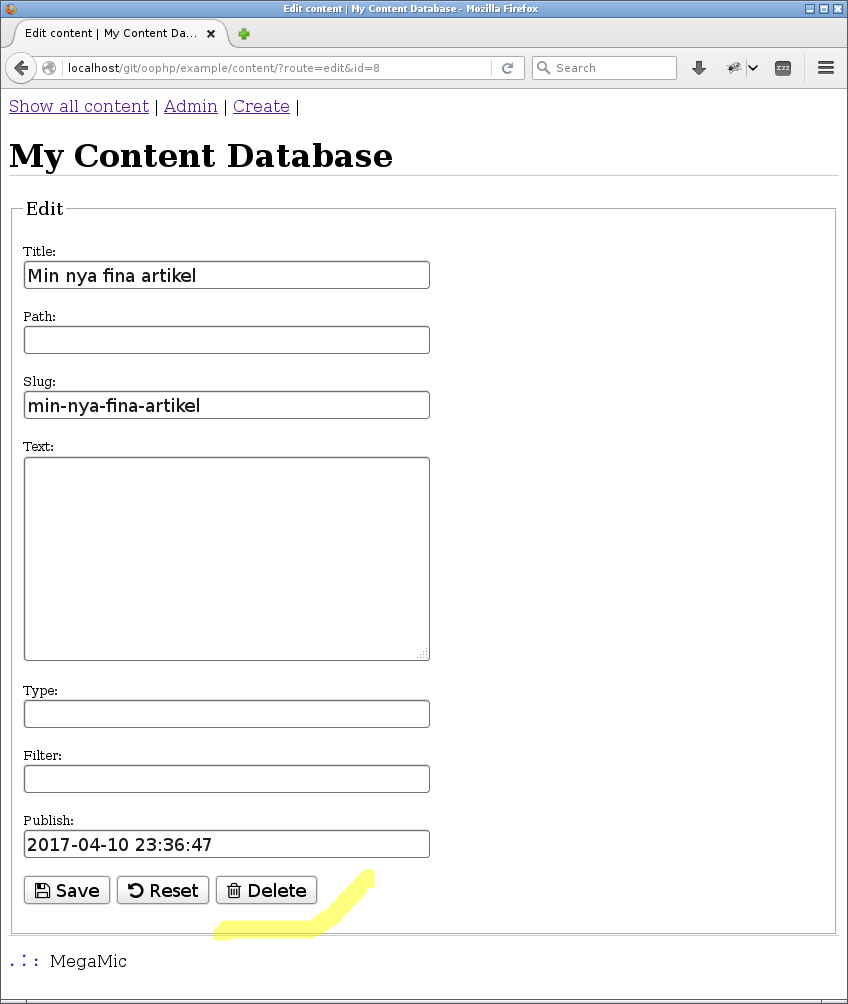 Edit content | My Content Database - Mozilla Firefox
Edit content | My Content Da...
localhost/git/oophp/example/content/?route=edit&id=8
Search
zzz
Show all content | Admin | Create |
My Content Database
Edit
Title:
Min nya fina artikel
Path:
Slug:
min-nya-fina-artikel
Text:
Type:
Filter:
Publish:
2017-04-10 23:36:47
Save Reset Delete
.:: MegaMic